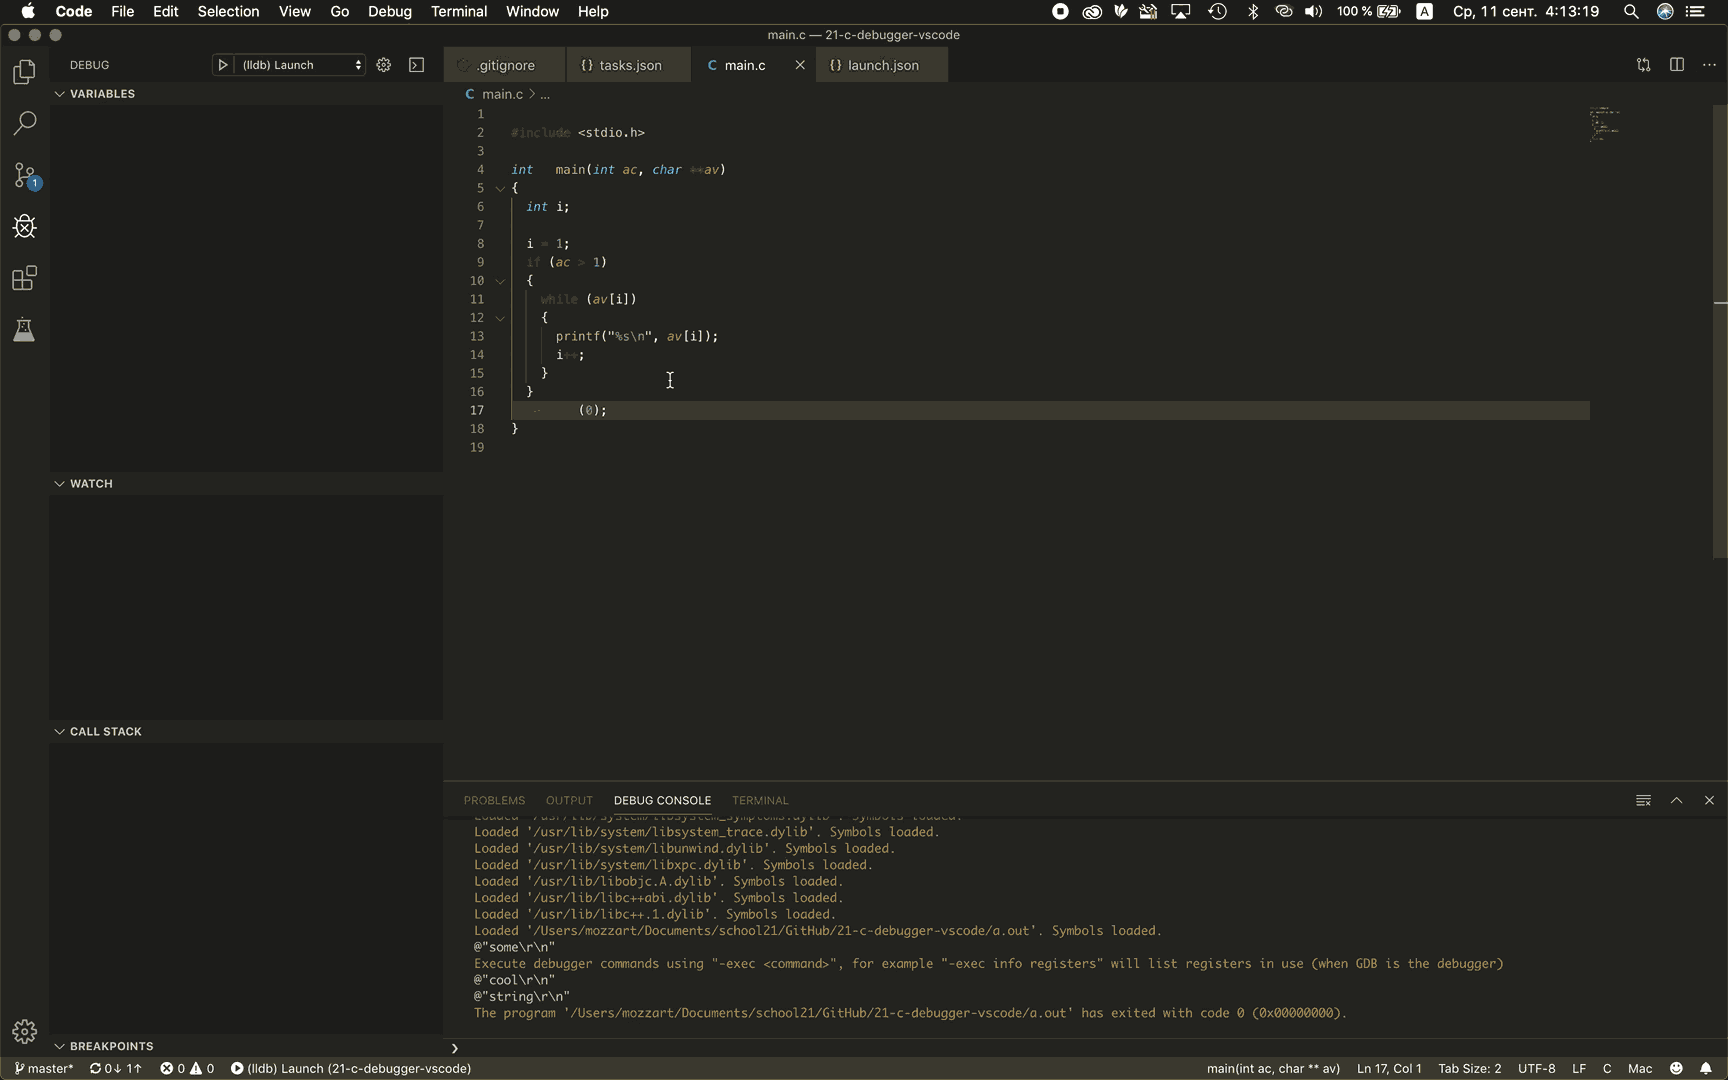 Code File Edit Selection View Go Debug Terminal Window Help 100 % A Ср, 11 сент. 4:13:19
main.c — 21-c-debugger-vscode
DEBUG (lldb) Launch
.gitignore {} tasks.json C main.c {} launch.json
C main.c > ...
VARIABLES
1
2 #include <stdio.h>
3
4 int main(int ac, char **av)
5 {
6 int i;
7
8 i = 1;
9 if (ac > 1)
10 {
11 while (av[i])
12 {
13 printf("%s\n", av[i]);
14 i++;
15 }
16 }
17 (0);
18 }
19
1
WATCH
CALL STACK
BREAKPOINTS
PROBLEMS OUTPUT DEBUG CONSOLE TERMINAL
Loaded '/usr/lib/system/libsystem_symptoms.dylib'. Symbols loaded.
Loaded '/usr/lib/system/libsystem_trace.dylib'. Symbols loaded.
Loaded '/usr/lib/system/libunwind.dylib'. Symbols loaded.
Loaded '/usr/lib/system/libxpc.dylib'. Symbols loaded.
Loaded '/usr/lib/libobjc.A.dylib'. Symbols loaded.
Loaded '/usr/lib/libc++abi.dylib'. Symbols loaded.
Loaded '/usr/lib/libc++.1.dylib'. Symbols loaded.
Loaded '/Users/mozzart/Documents/school21/GitHub/21-c-debugger-vscode/a.out'. Symbols loaded.
@"some\r\n"
Execute debugger commands using "-exec <command>", for example "-exec info registers" will list registers in use (when GDB is the debugger)
@"cool\r\n"
@"string\r\n"
The program '/Users/mozzart/Documents/school21/GitHub/21-c-debugger-vscode/a.out' has exited with code 0 (0x00000000).
master* 0↓ 1↑ 0 0 (lldb) Launch (21-c-debugger-vscode) main(int ac, char ** av) Ln 17, Col 1 Tab Size: 2 UTF-8 LF C Mac